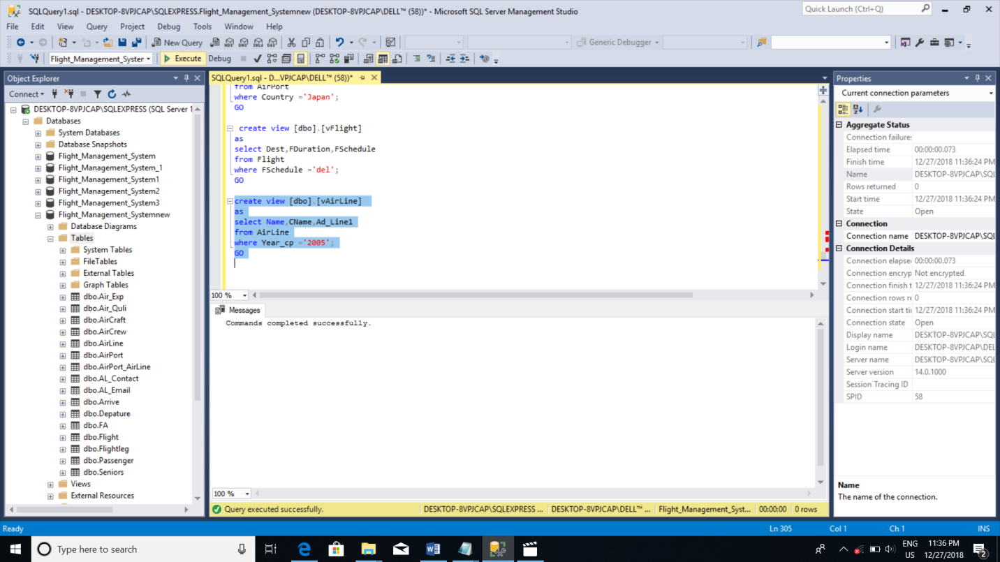 SQLQuery1.sql - DESKTOP-8VPJCAP\SQLEXPRESS.Flight_Management_Systemnew (DESKTOP-8VPJCAP\DELL™ (58))* - Microsoft SQL Server Management Studio
Quick Launch (Ctrl+Q)
File Edit View Query Project Debug Tools Window Help
New Query
MDX DMX XMLA DAX
Generic Debugger
Flight_Management_Syster
Execute Debug
Object Explorer
Connect
DESKTOP-8VPJCAP\SQLEXPRESS (SQL Server 1
Databases
System Databases
Database Snapshots
Flight_Management_System
Flight_Management_System_1
Flight_Management_System1
Flight_Management_System2
Flight_Management_System3
Flight_Management_Systemnew
Database Diagrams
Tables
System Tables
FileTables
External Tables
Graph Tables
dbo.Air_Exp
dbo.Air_Quli
dbo.AirCraft
dbo.AirCrew
dbo.AirLine
dbo.AirPort
dbo.AirPort_AirLine
dbo.AL_Contact
dbo.AL_Email
dbo.Arrive
dbo.Depature
dbo.FA
dbo.Flight
dbo.Flightleg
dbo.Passenger
dbo.Seniors
Views
External Resources
SQLQuery1.sql - D...VPJCAP\DELL™ (58))*
from AirPort
where Country ='Japan';
GO
create view [dbo].[vFlight]
as
select Dest,FDuration,FSchedule
from Flight
where FSchedule ='del';
GO
create view [dbo].[vAirLine]
as
select Name,CName,Ad_Line1
from AirLine
where Year_cp ='2005';
GO
100 %
Messages
Commands completed successfully.
100 %
Query executed successfully.
DESKTOP-8VPJCAP\SQLEXPRESS ... DESKTOP-8VPJCAP\DELL™ ... Flight_Management_Syst... 00:00:00 0 rows
Properties
Current connection parameters
Aggregate Status
Connection failures
Elapsed time 00:00:00.073
Finish time 12/27/2018 11:36:24 PM
Name DESKTOP-8VPJCAP\SQL
Rows returned 0
Start time 12/27/2018 11:36:24 PM
State Open
Connection
Connection name DESKTOP-8VPJCAP\SQL
Connection Details
Connection elapse 00:00:00.073
Connection encryp Not encrypted
Connection finish t 12/27/2018 11:36:24 PM
Connection rows re 0
Connection start ti 12/27/2018 11:36:24 PM
Connection state Open
Display name DESKTOP-8VPJCAP\SQL
Login name DESKTOP-8VPJCAP\DEL
Server name DESKTOP-8VPJCAP\SQL
Server version 14.0.1000
Session Tracing ID
SPID 58
Name
The name of the connection.
Ready
Ln 305 Col 1 Ch 1 INS
Type here to search
ENG
US
11:36 PM
12/27/2018
2